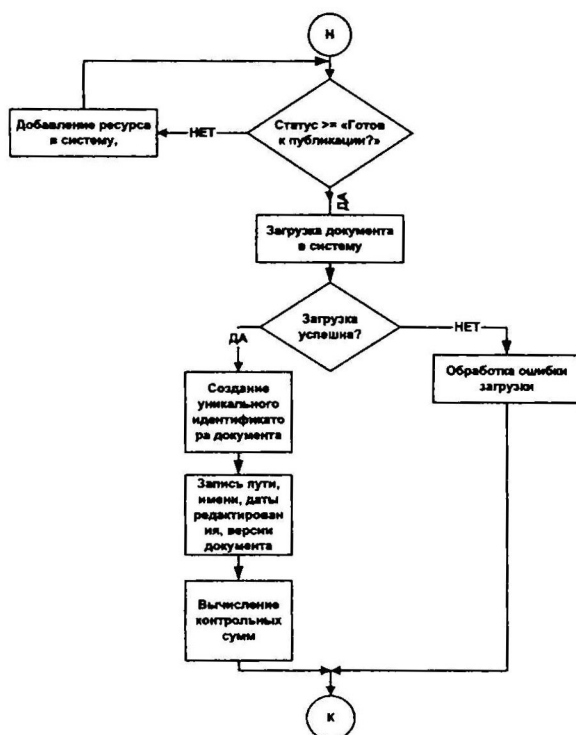 Н
Статус >= «Готов
к публикации?»
НЕТ
Добавление ресурса
в систему,
ДА
Загрузка документа
в систему
Загрузка
успешна?
ДА
НЕТ
Создание
уникального
идентификато
ра документа
Обработка ошибки
загрузки
Запись пути,
имени, даты
редактирован
ия, версии
документа
Вычисление
контрольных
сумм
К